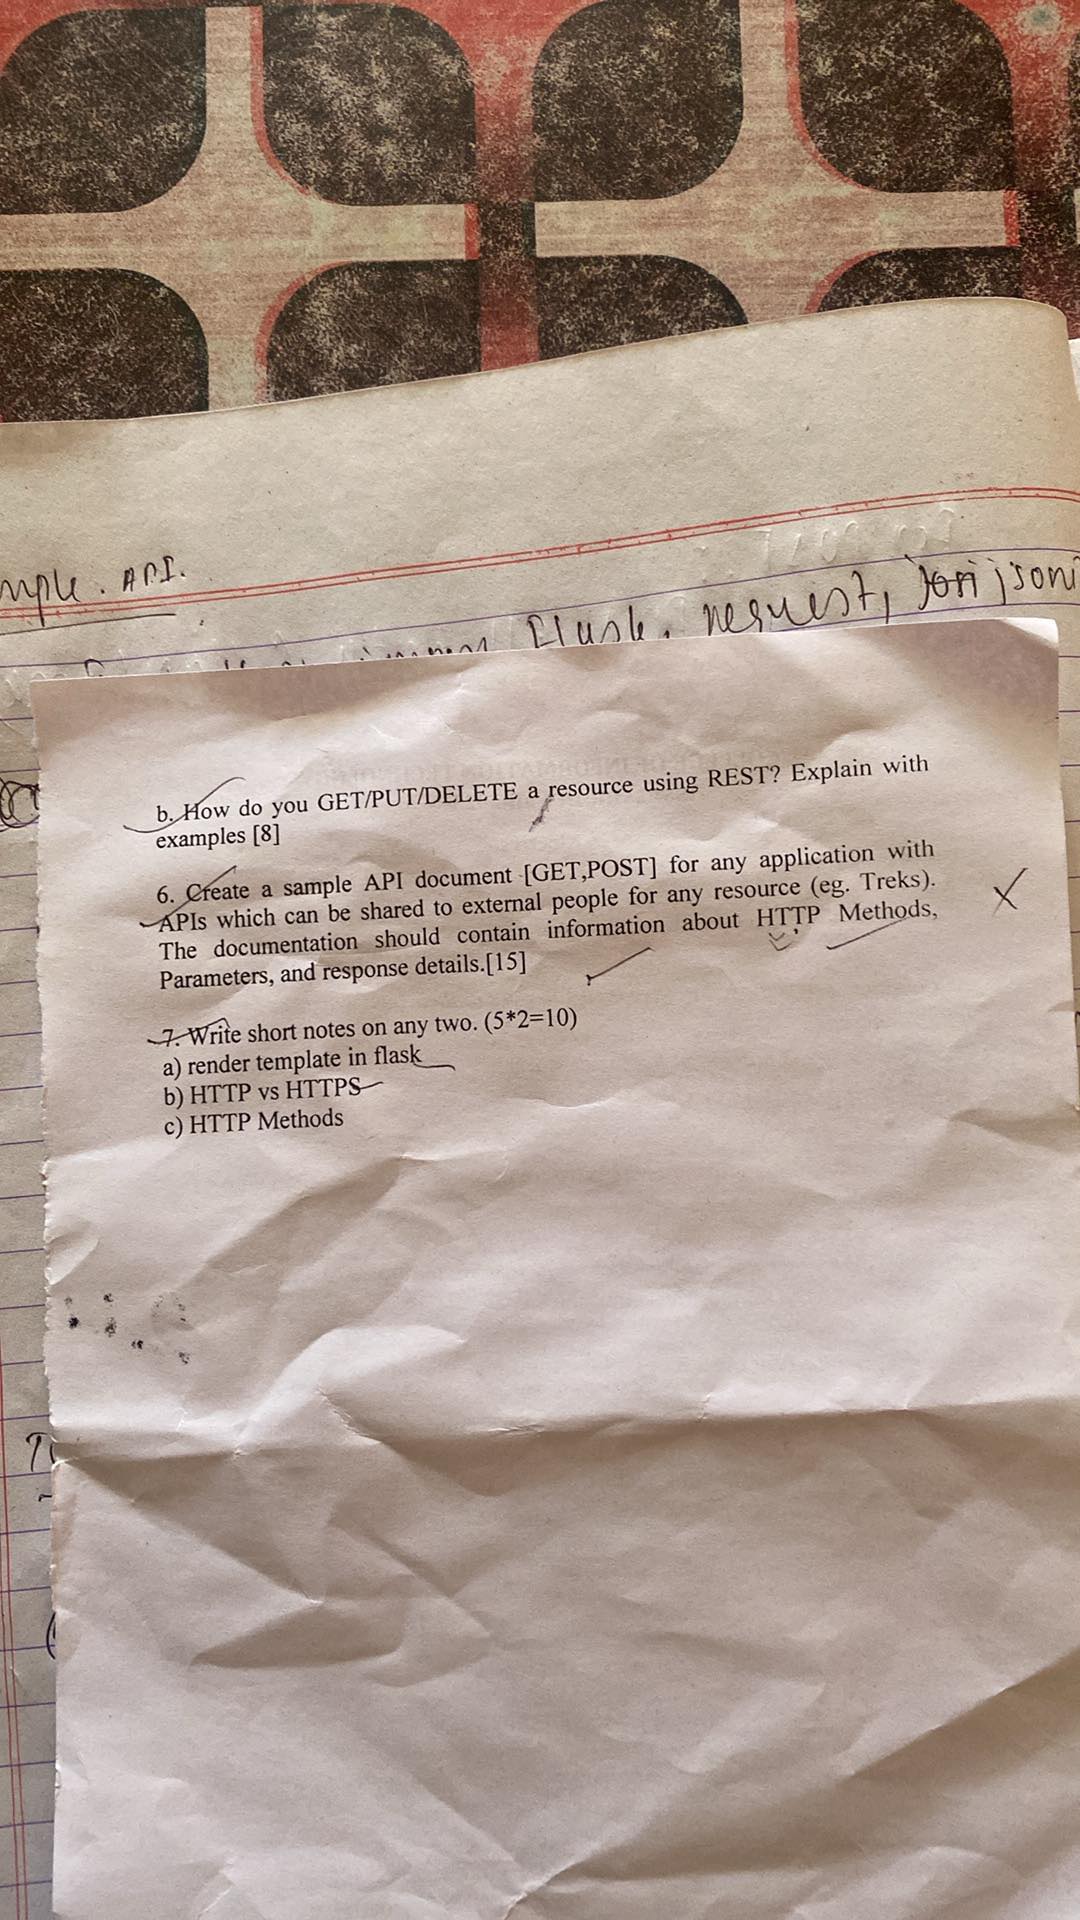 mple. API.
Flask, request, jsoni
b. How do you GET/PUT/DELETE a resource using REST? Explain with
examples [8]
6. Create a sample API document [GET,POST] for any application with
APIs which can be shared to external people for any resource (eg. Treks).
The documentation should contain information about HTTP Methods,
Parameters, and response details.[15]
7. Write short notes on any two. (5*2=10)
a) render template in flask
b) HTTP vs HTTPS
c) HTTP Methods